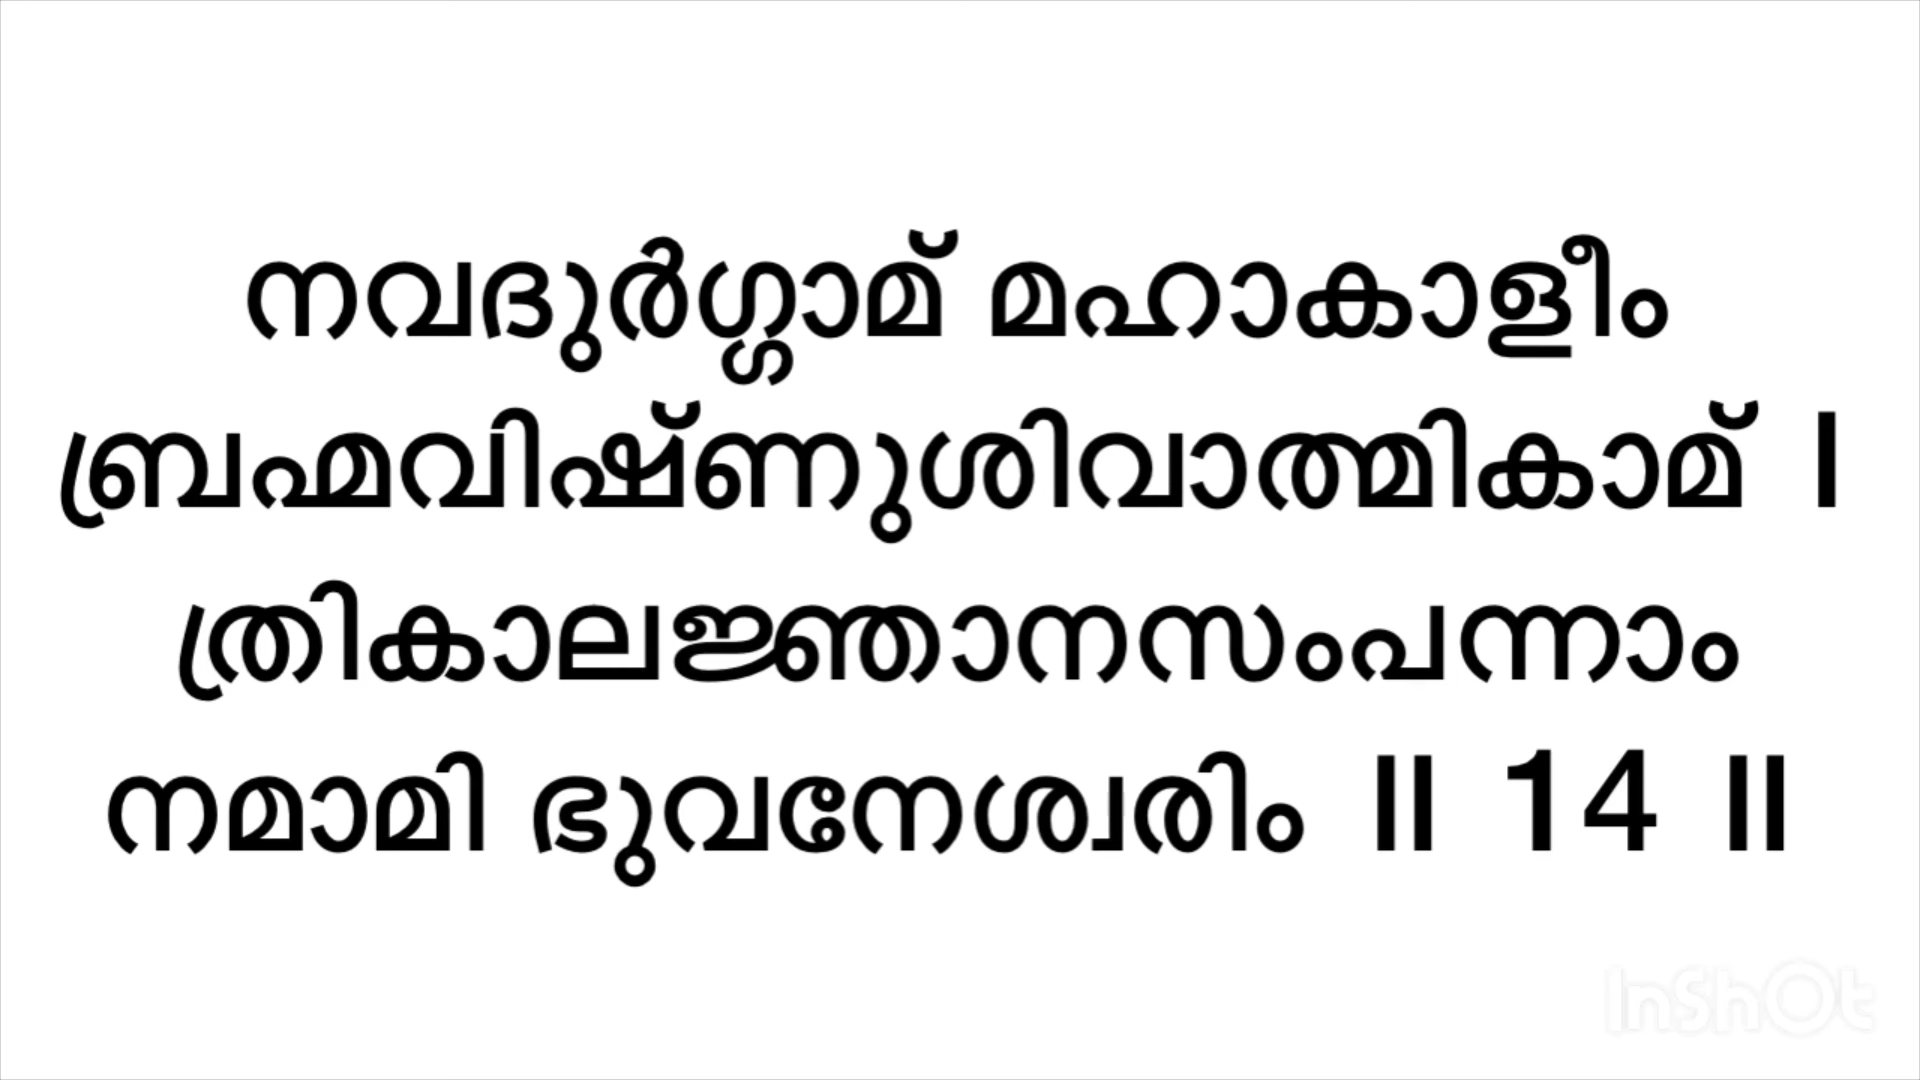 നവദുർഗ്ഗാമ് മഹാകാളീം
ബ്രഹ്മവിഷ്ണുശിവാത്മികാമ് ।
ത്രികാലജ്ഞാനസംപന്നാം
നമാമി ഭുവനേശ്വരിം ॥ 14 ॥
InShOt